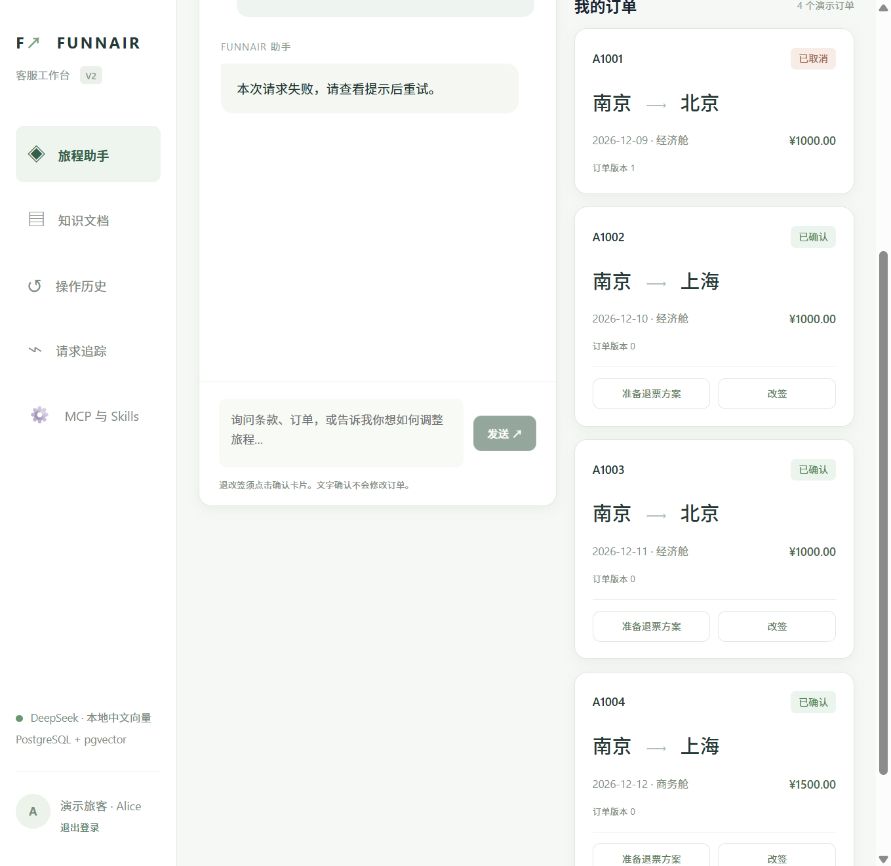 F↗ FUNNAIR
客服工作台 v2
旅程助手
知识文档
操作历史
请求追踪
MCP 与 Skills
DeepSeek · 本地中文向量
PostgreSQL + pgvector
A
演示旅客 · Alice
退出登录
FUNNAIR 助手
本次请求失败，请查看提示后重试。
询问条款、订单，或告诉我你想如何调整
旅程...
发送 ↗
退改签须点击确认卡片。文字确认不会修改订单。
我的订单 4 个演示订单
A1001 已取消
南京 → 北京
2026-12-09 · 经济舱 ¥1000.00
订单版本 1
A1002 已确认
南京 → 上海
2026-12-10 · 经济舱 ¥1000.00
订单版本 0
准备退票方案 改签
A1003 已确认
南京 → 北京
2026-12-11 · 经济舱 ¥1000.00
订单版本 0
准备退票方案 改签
A1004 已确认
南京 → 上海
2026-12-12 · 商务舱 ¥1500.00
订单版本 0
准备退票方案 改签